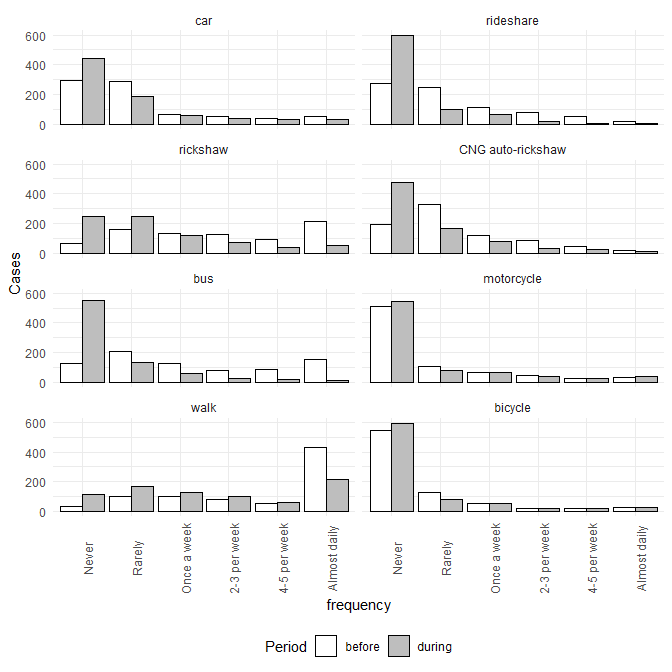 car
rideshare
600
400
200
0
rickshaw
CNG auto-rickshaw
600
400
200
0
bus
motorcycle
600
400
200
0
walk
bicycle
600
400
200
0
Cases
Never
Rarely
Once a week
2-3 per week
4-5 per week
Almost daily
Never
Rarely
Once a week
2-3 per week
4-5 per week
Almost daily
frequency
Period before during